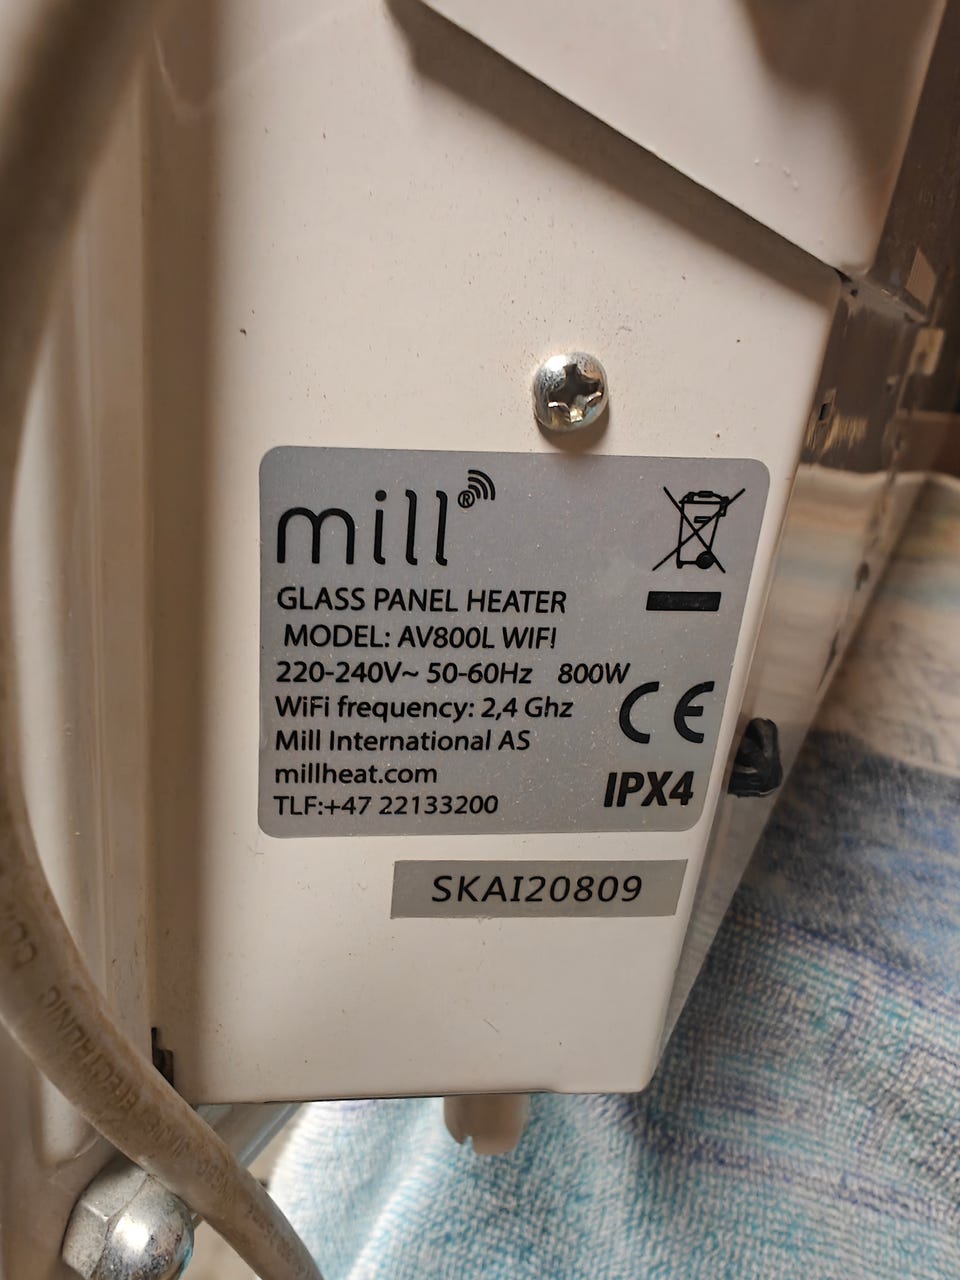 mill®
GLASS PANEL HEATER
MODEL: AV800L WIFI
220-240V~ 50-60Hz 800W
WiFi frequency: 2,4 Ghz
Mill International AS
millheat.com
TLF:+47 22133200
CE
IPX4
SKAI20809